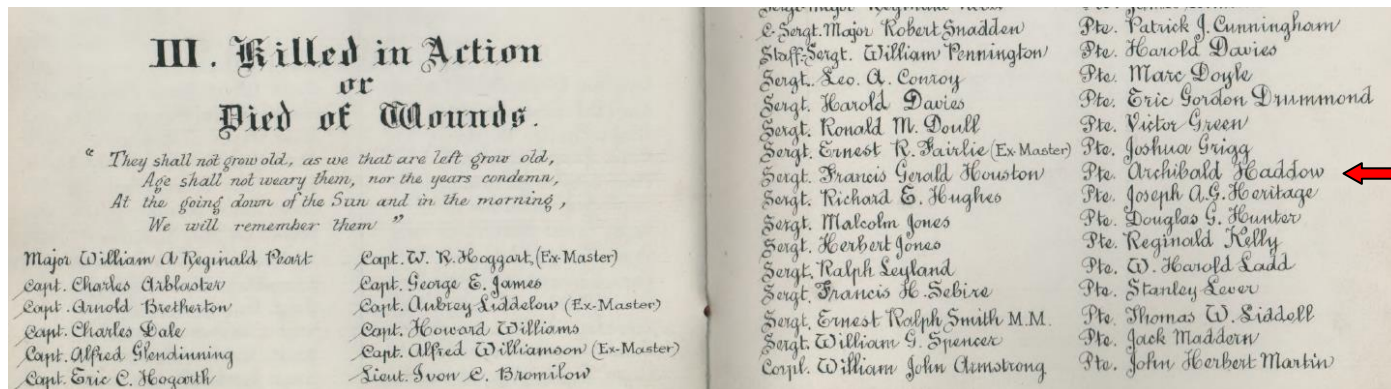 III. Killed in Action
or
Died of Wounds.
" They shall not grow old, as we that are left grow old,
Age shall not weary them, nor the years condemn,
At the going down of the Sun and in the morning,
We will remember them "
Major William A Reginald Peart
Capt. Charles Arblaster
Capt. Arnold Bretherton
Capt. Charles Dale
Capt. Alfred Glendinning
Capt. Eric C. Hogarth
Capt. W. R. Hoggart, (Ex-Master)
Capt. George E. James
Capt. Aubrey Liddelow (Ex-Master)
Capt. Howard Williams
Capt. Alfred Williamson (Ex-Master)
Lieut. Ivon C. Bromilow
C-Sergt. Major Robert Snadden
Staff-Sergt. William Pennington
Sergt. Leo. A. Conroy
Sergt. Harold Davies
Sergt. Ronald M. Doull
Sergt. Ernest R. Fairlie (Ex-Master)
Sergt. Francis Gerald Houston
Sergt. Richard E. Hughes
Sergt. Malcolm Jones
Sergt. Herbert Jones
Sergt. Ralph Leyland
Sergt. Francis H. Sebire
Sergt. Ernest Ralph Smith M.M.
Sergt. William G. Spencer
Corpl. William John Armstrong
Pte. Patrick J. Cunningham
Pte. Harold Davies
Pte. Marc Doyle
Pte. Eric Gordon Drummond
Pte. Victor Green
Pte. Joshua Grigg
Pte. Archibald Haddow
Pte. Joseph A.G. Heritage
Pte. Douglas G. Hunter
Pte. Reginald Kelly
Pte. W. Harold Ladd
Pte. Stanley Lever
Pte. Thomas W. Liddell
Pte. Jack Maddern
Pte. John Herbert Martin